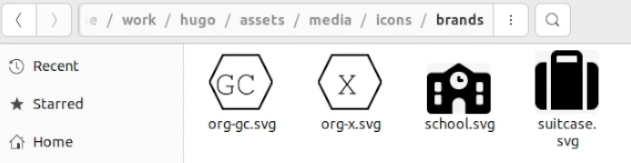 e / work / hugo / assets / media / icons / brands
Recent
Starred
Home
GC
X
org-gc.svg
org-x.svg
school.svg
suitcase.
svg